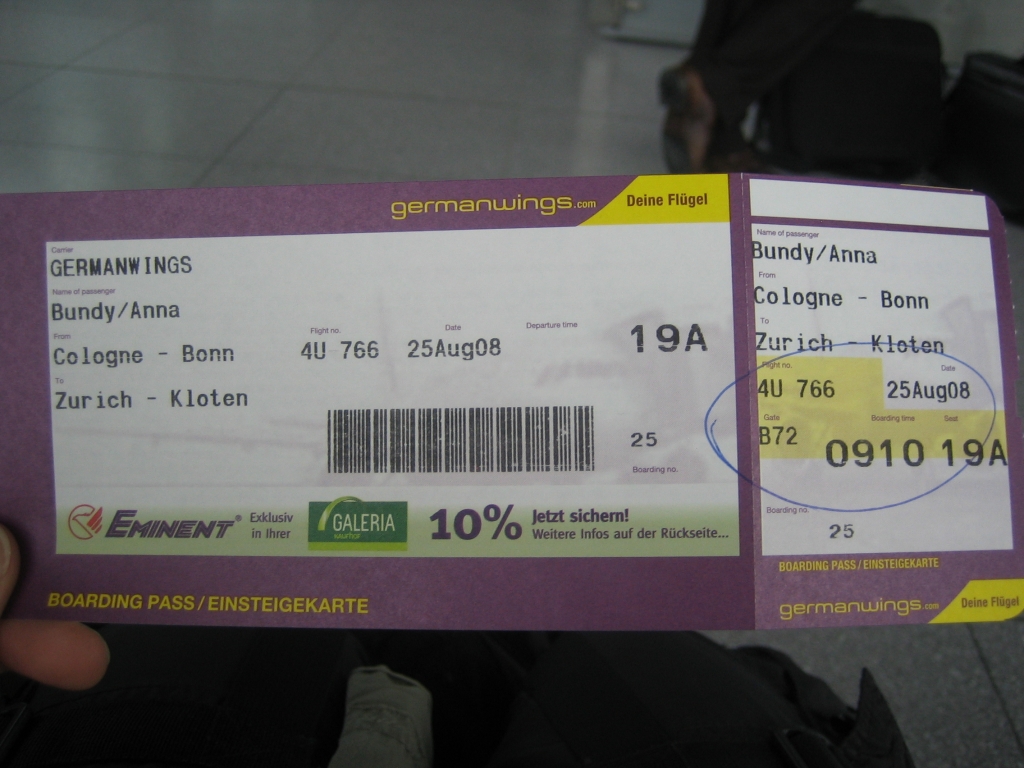 germanwings.com Deine Flügel
Carrier
GERMANWINGS
Name of passenger
Bundy/Anna
From Flight no. Date Departure time
Cologne - Bonn 4U 766 25Aug08 19A
To
Zurich - Kloten
25
Boarding no.
EMINENT® Exklusiv in Ihrer GALERIA KAUFHOF 10% Jetzt sichern!
Weitere Infos auf der Rückseite...
BOARDING PASS / EINSTEIGEKARTE
Name of passenger
Bundy/Anna
From
Cologne - Bonn
To
Zurich - Kloten
Flight no. Date
4U 766 25Aug08
Gate Boarding time Seat
B72 0910 19A
Boarding no.
25
BOARDING PASS / EINSTEIGEKARTE
germanwings.com Deine Flügel